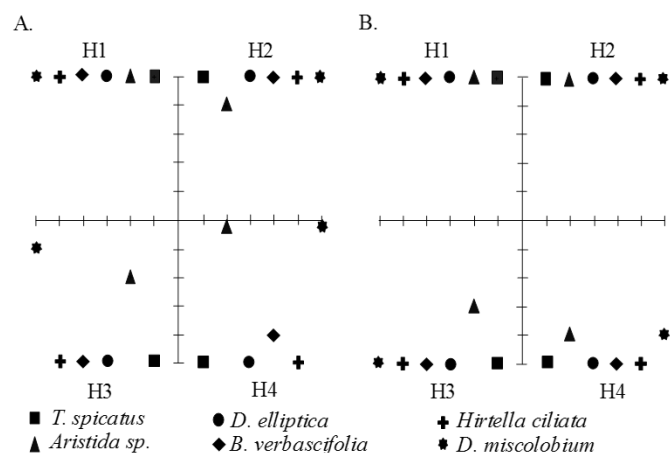 A. B.
H1 H2 H1 H2
H3 H4 H3 H4
T. spicatus D. elliptica Hirtella ciliata
Aristida sp. B. verbascifolia D. miscolobium